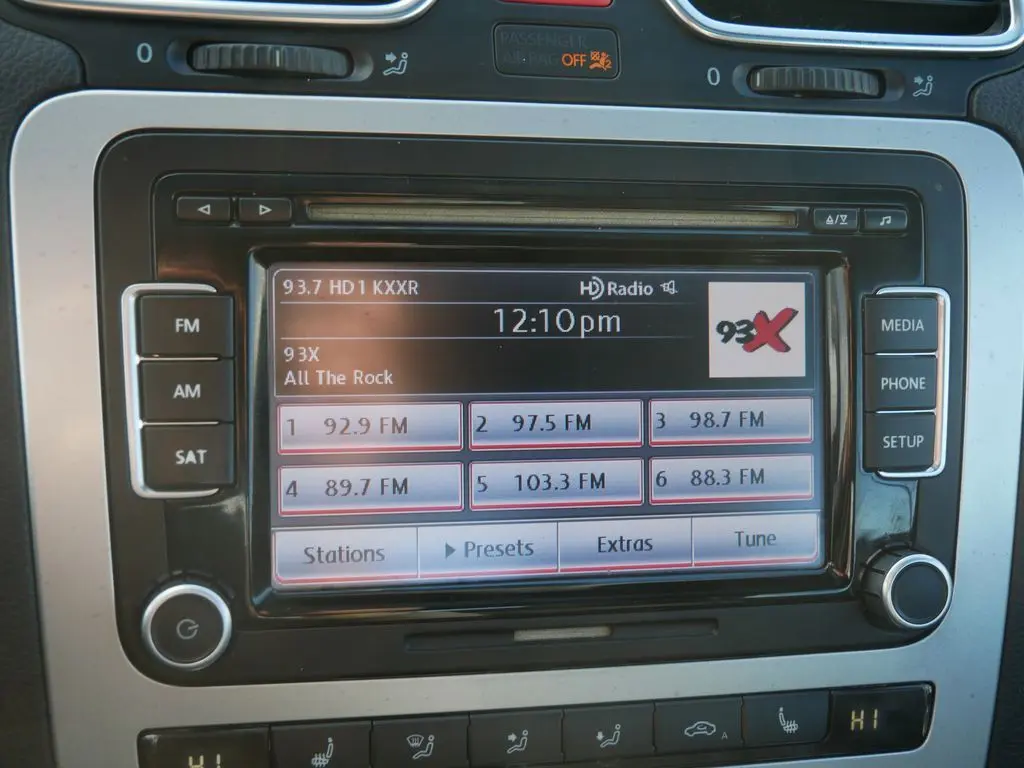 0
PASSENGER
AIRBAG OFF
0
93.7 HD1 KXXR
HD Radio
12:10pm
93X
93X
All The Rock
FM
AM
SAT
MEDIA
PHONE
SETUP
1 92.9 FM
2 97.5 FM
3 98.7 FM
4 89.7 FM
5 103.3 FM
6 88.3 FM
Stations
Presets
Extras
Tune
HI
A
HI